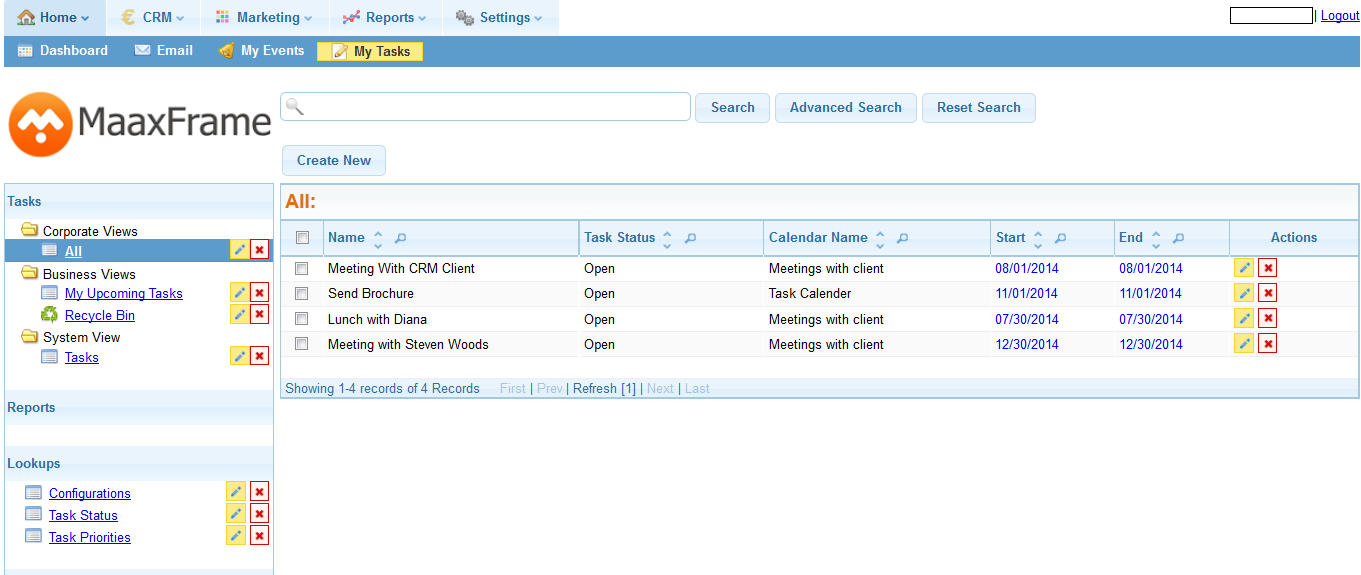 Home CRM Marketing Reports Settings | Logout
Dashboard Email My Events My Tasks
MaaxFrame
Search Advanced Search Reset Search
Create New
Tasks
Corporate Views
All
Business Views
My Upcoming Tasks
Recycle Bin
System View
Tasks
Reports
Lookups
Configurations
Task Status
Task Priorities
All:
Name Task Status Calendar Name Start End Actions
Meeting With CRM Client Open Meetings with client 08/01/2014 08/01/2014
Send Brochure Open Task Calender 11/01/2014 11/01/2014
Lunch with Diana Open Meetings with client 07/30/2014 07/30/2014
Meeting with Steven Woods Open Meetings with client 12/30/2014 12/30/2014
Showing 1-4 records of 4 Records First | Prev | Refresh [1] | Next | Last